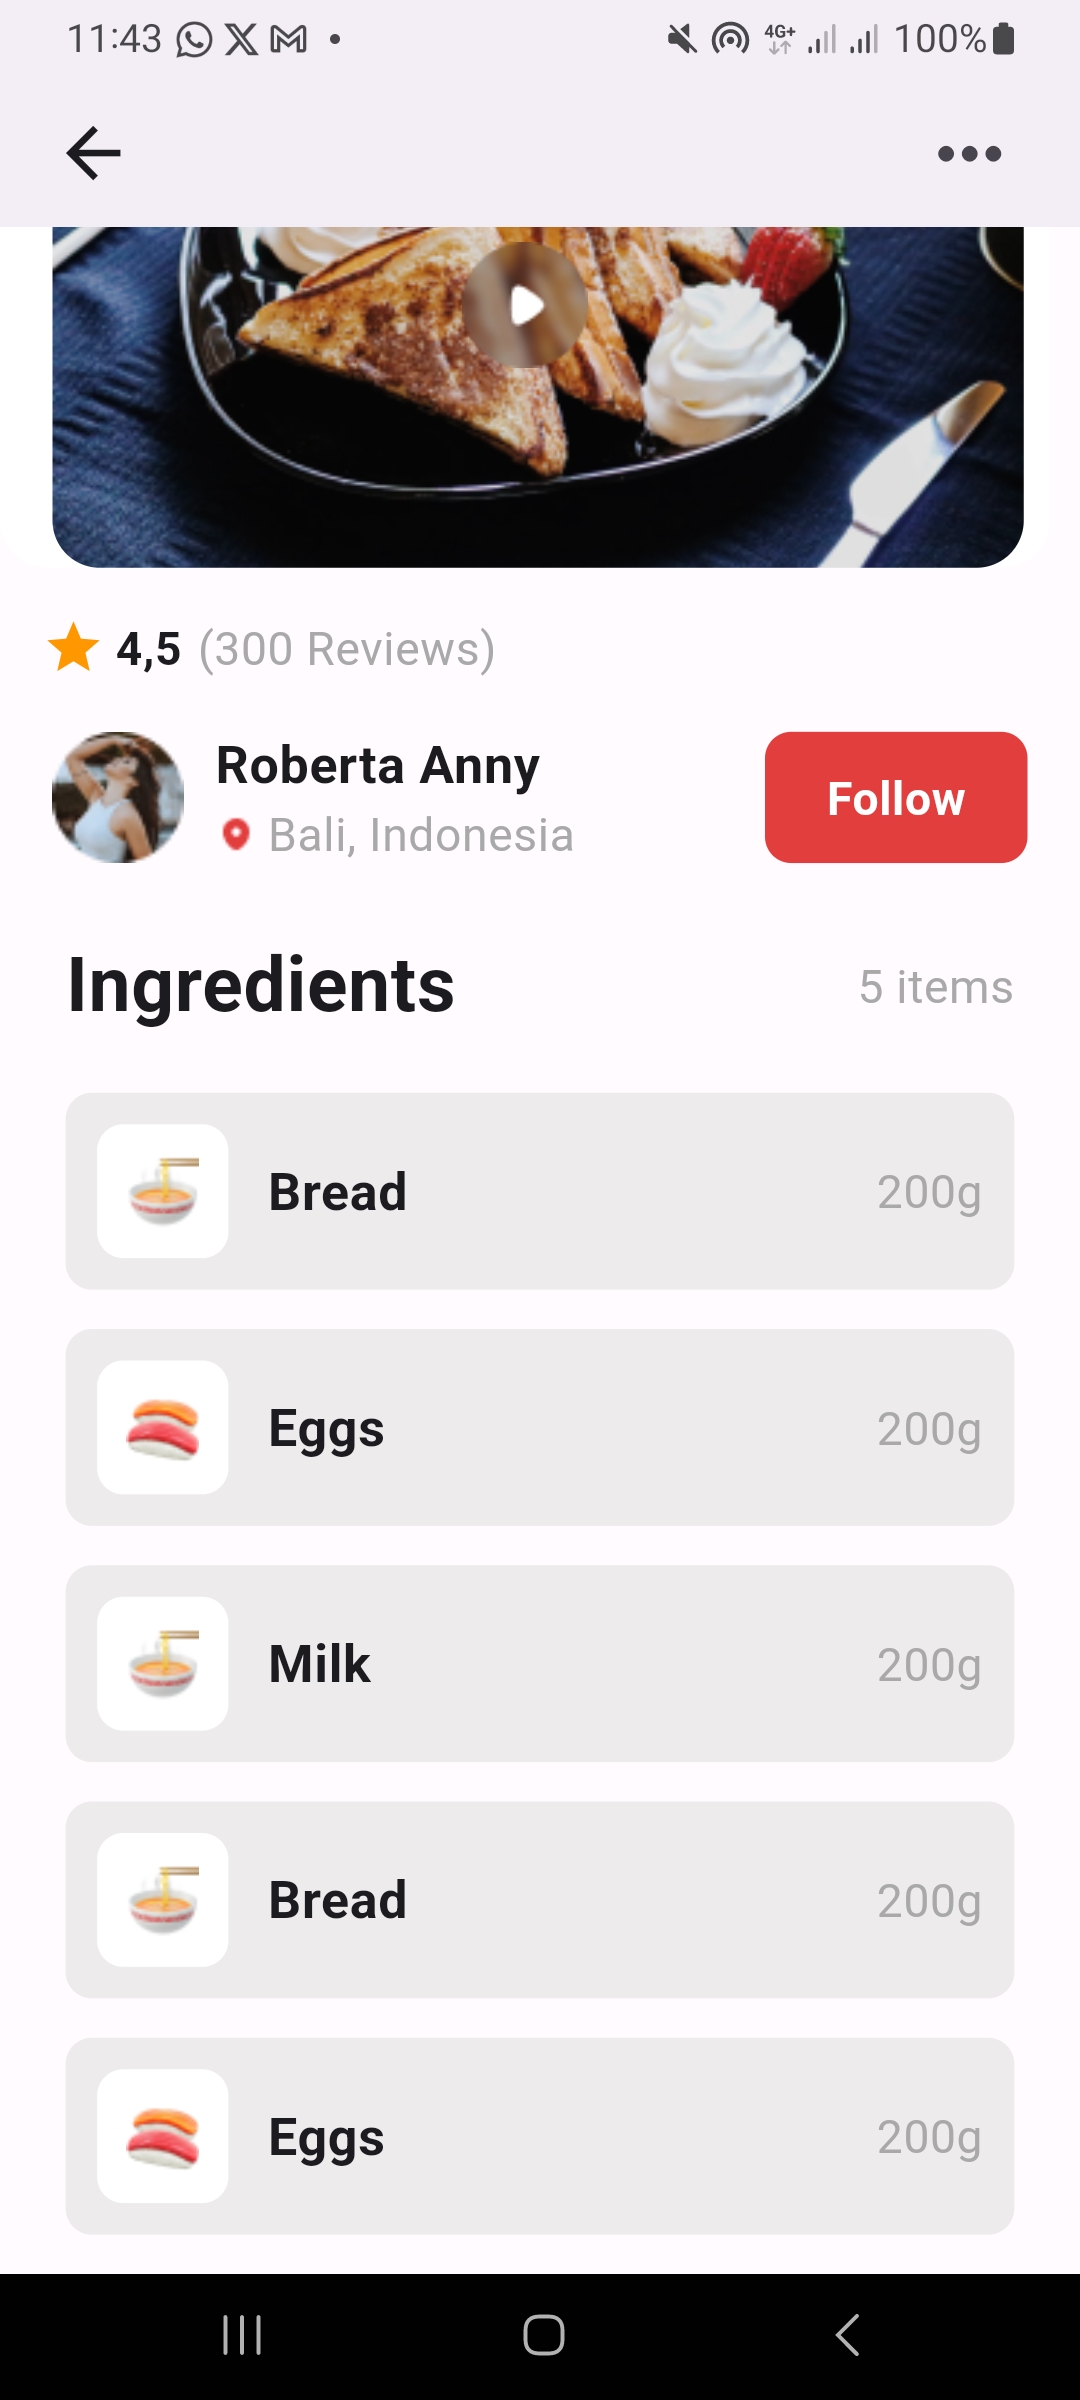 11:43 4G+ 100%
4,5 (300 Reviews)
Roberta Anny
Bali, Indonesia
Follow
Ingredients 5 items
Bread 200g
Eggs 200g
Milk 200g
Bread 200g
Eggs 200g